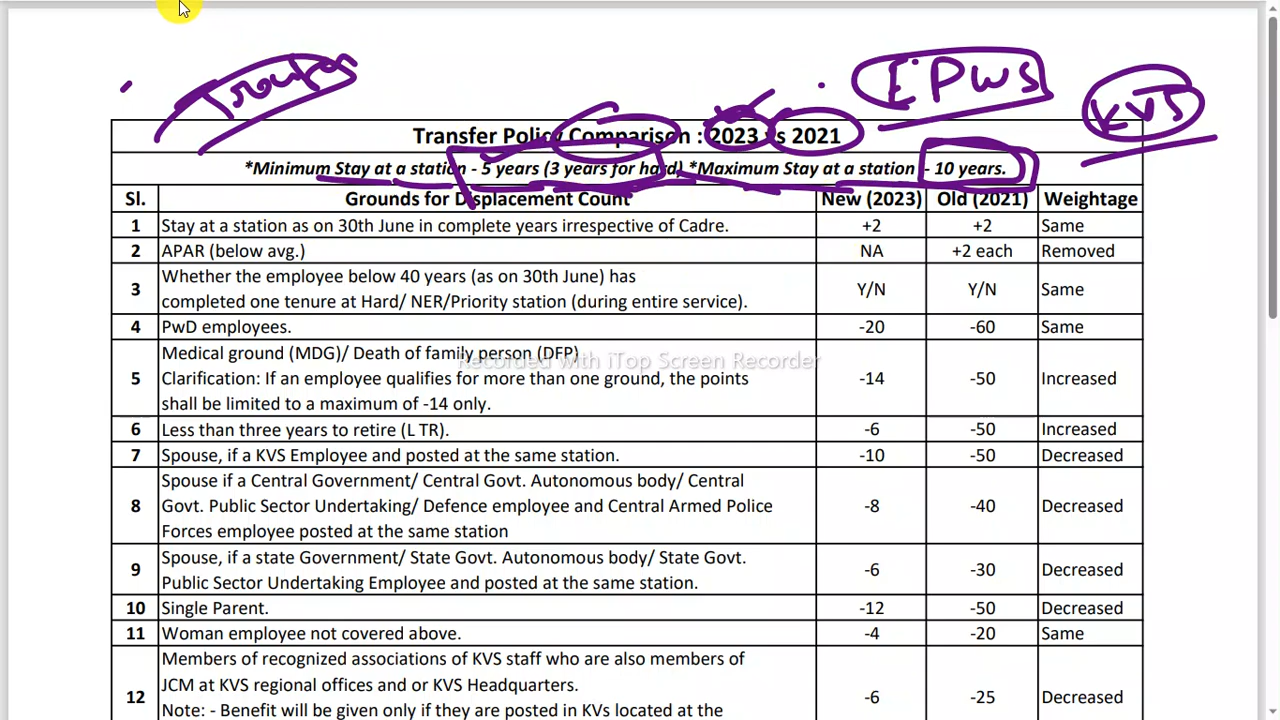 Transfer
EPWS
KVS
Transfer Policy Comparison : 2023 vs 2021
*Minimum Stay at a station - 5 years (3 years for hard) *Maximum Stay at a station - 10 years.
Sl. Grounds for Displacement Count New (2023) Old (2021) Weightage
1 Stay at a station as on 30th June in complete years irrespective of Cadre. +2 +2 Same
2 APAR (below avg.) NA +2 each Removed
3 Whether the employee below 40 years (as on 30th June) has
completed one tenure at Hard/ NER/Priority station (during entire service). Y/N Y/N Same
4 PwD employees. -20 -60 Same
Recorded with iTop Screen Recorder
5 Medical ground (MDG)/ Death of family person (DFP)
Clarification: If an employee qualifies for more than one ground, the points -14 -50 Increased
shall be limited to a maximum of -14 only.
6 Less than three years to retire (L TR). -6 -50 Increased
7 Spouse, if a KVS Employee and posted at the same station. -10 -50 Decreased
8 Spouse if a Central Government/ Central Govt. Autonomous body/ Central
Govt. Public Sector Undertaking/ Defence employee and Central Armed Police -8 -40 Decreased
Forces employee posted at the same station
9 Spouse, if a state Government/ State Govt. Autonomous body/ State Govt.
Public Sector Undertaking Employee and posted at the same station. -6 -30 Decreased
10 Single Parent. -12 -50 Decreased
11 Woman employee not covered above. -4 -20 Same
12 Members of recognized associations of KVS staff who are also members of
JCM at KVS regional offices and or KVS Headquarters. -6 -25 Decreased
Note: - Benefit will be given only if they are posted in KVs located at the